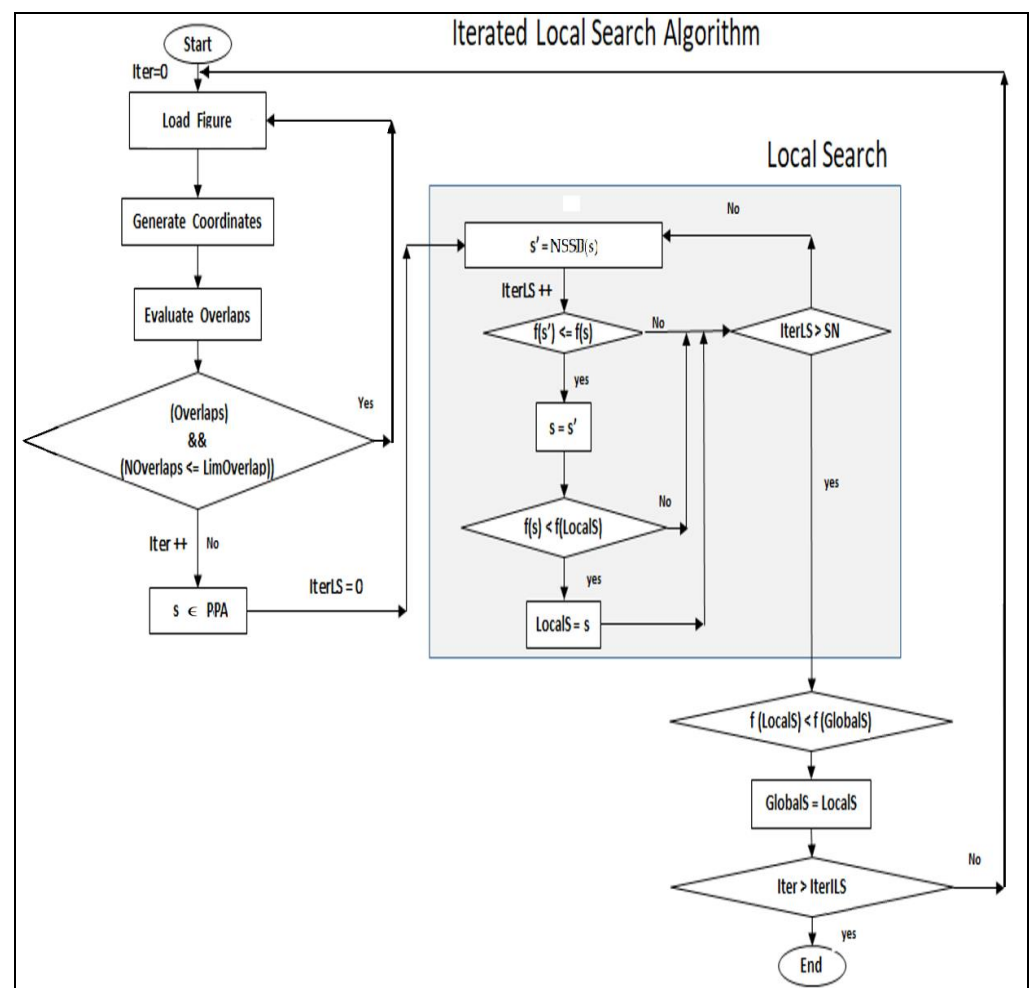 Iterated Local Search Algorithm
Start
Iter=0
Load Figure
Generate Coordinates
Evaluate Overlaps
(Overlaps)
&&
(NOverlaps <= LimOverlap))
Yes
Iter ++
No
s ∈ PPA
IterLS = 0
Local Search
s' = NSSD(s)
No
IterLS ++
f(s') <= f(s)
No
IterLS > SN
yes
s = s'
f(s) < f(LocalS)
No
yes
LocalS = s
yes
f (LocalS) < f (GlobalS)
GlobalS = LocalS
Iter > IterILS
No
yes
End